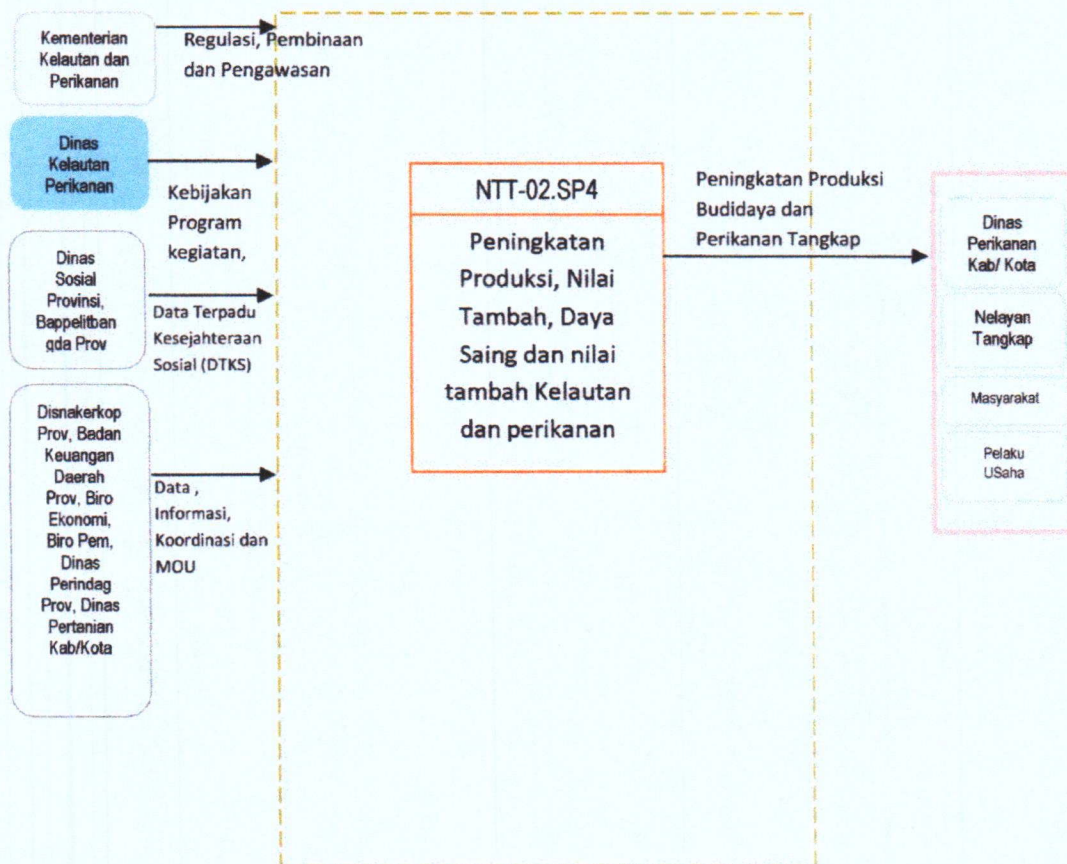 Kementerian
Kelautan dan
Perikanan
Regulasi, Pembinaan
dan Pengawasan
Dinas
Kelautan
Perikanan
Kebijakan
Program
kegiatan,
Dinas
Sosial
Provinsi,
Bappelitban
gda Prov
Data Terpadu
Kesejahteraan
Sosial (DTKS)
Disnakerkop
Prov, Badan
Keuangan
Daerah
Prov, Biro
Ekonomi,
Biro Pem,
Dinas
Perindag
Prov, Dinas
Pertanian
Kab/Kota
Data ,
Informasi,
Koordinasi dan
MOU
NTT-02.SP4
Peningkatan
Produksi, Nilai
Tambah, Daya
Saing dan nilai
tambah Kelautan
dan perikanan
Peningkatan Produksi
Budidaya dan
Perikanan Tangkap
Dinas
Perikanan
Kab/ Kota
Nelayan
Tangkap
Masyarakat
Pelaku
USaha